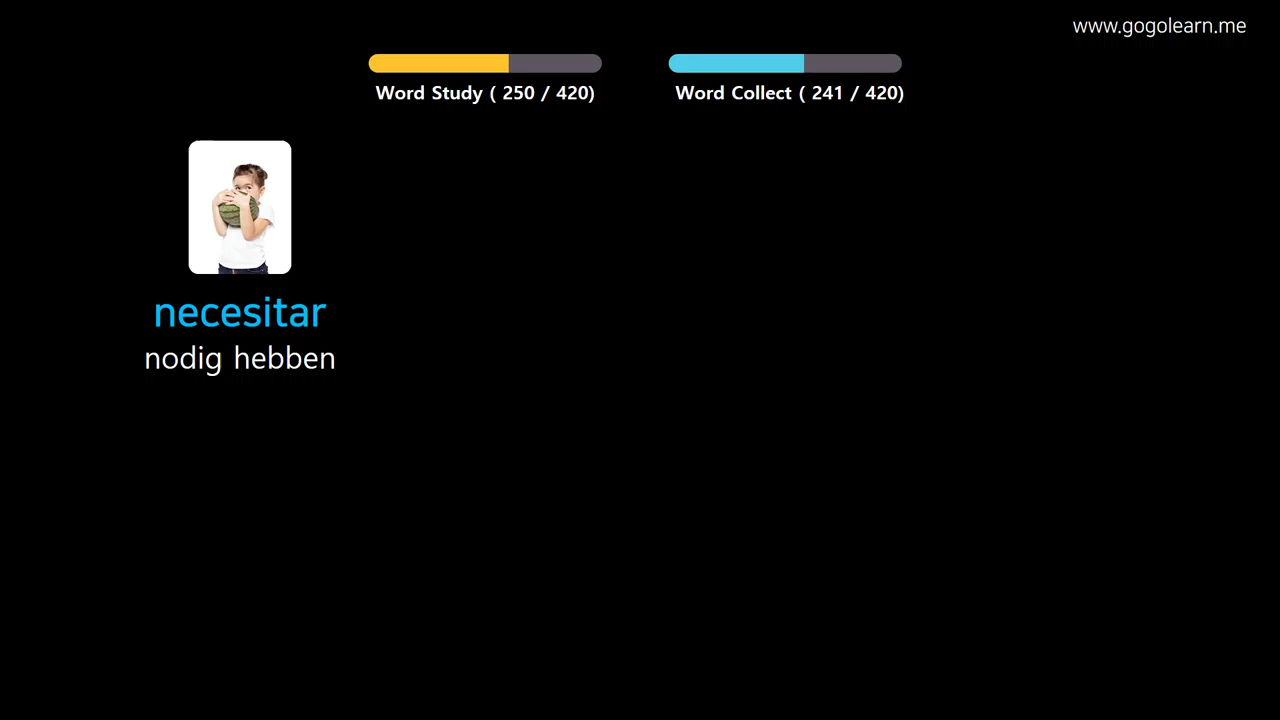 www.gogolearn.me
Word Study ( 250 / 420)
Word Collect ( 241 / 420)
necesitar
nodig hebben